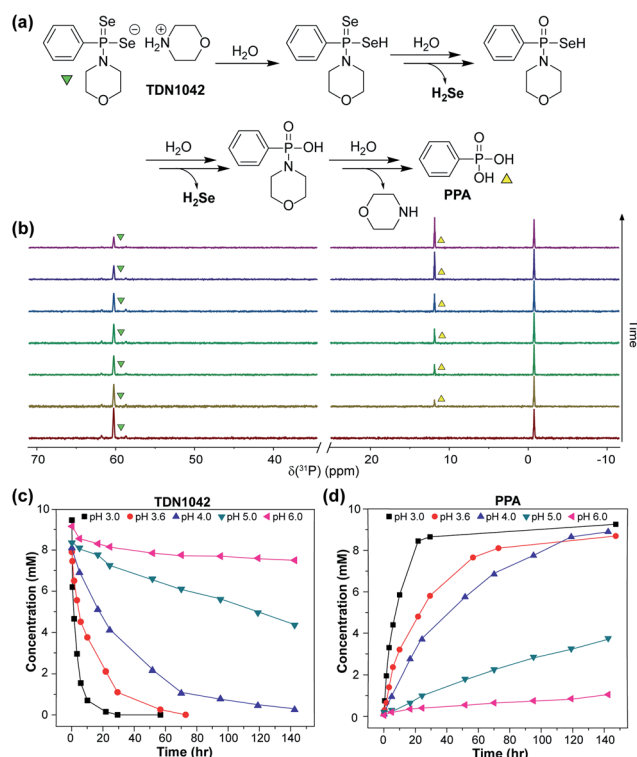 (a)
Se
P
Se
⊖
N
O
H₂N
⊕
O
TDN1042
H₂O
Se
P
SeH
N
O
H₂O
H₂Se
O
P
SeH
N
O
H₂O
H₂Se
O
P
OH
N
O
H₂O
O
NH
O
P
OH
OH
PPA
(b)
Time
70 60 50 40 20 10 0 -10
δ(³¹P) (ppm)
(c) TDN1042
pH 3.0 pH 3.6 pH 4.0 pH 5.0 pH 6.0
Concentration (mM)
10
8
6
4
2
0
0 20 40 60 80 100 120 140
Time (hr)
(d) PPA
pH 3.0 pH 3.6 pH 4.0 pH 5.0 pH 6.0
Concentration (mM)
10
8
6
4
2
0
0 20 40 60 80 100 120 140
Time (hr)